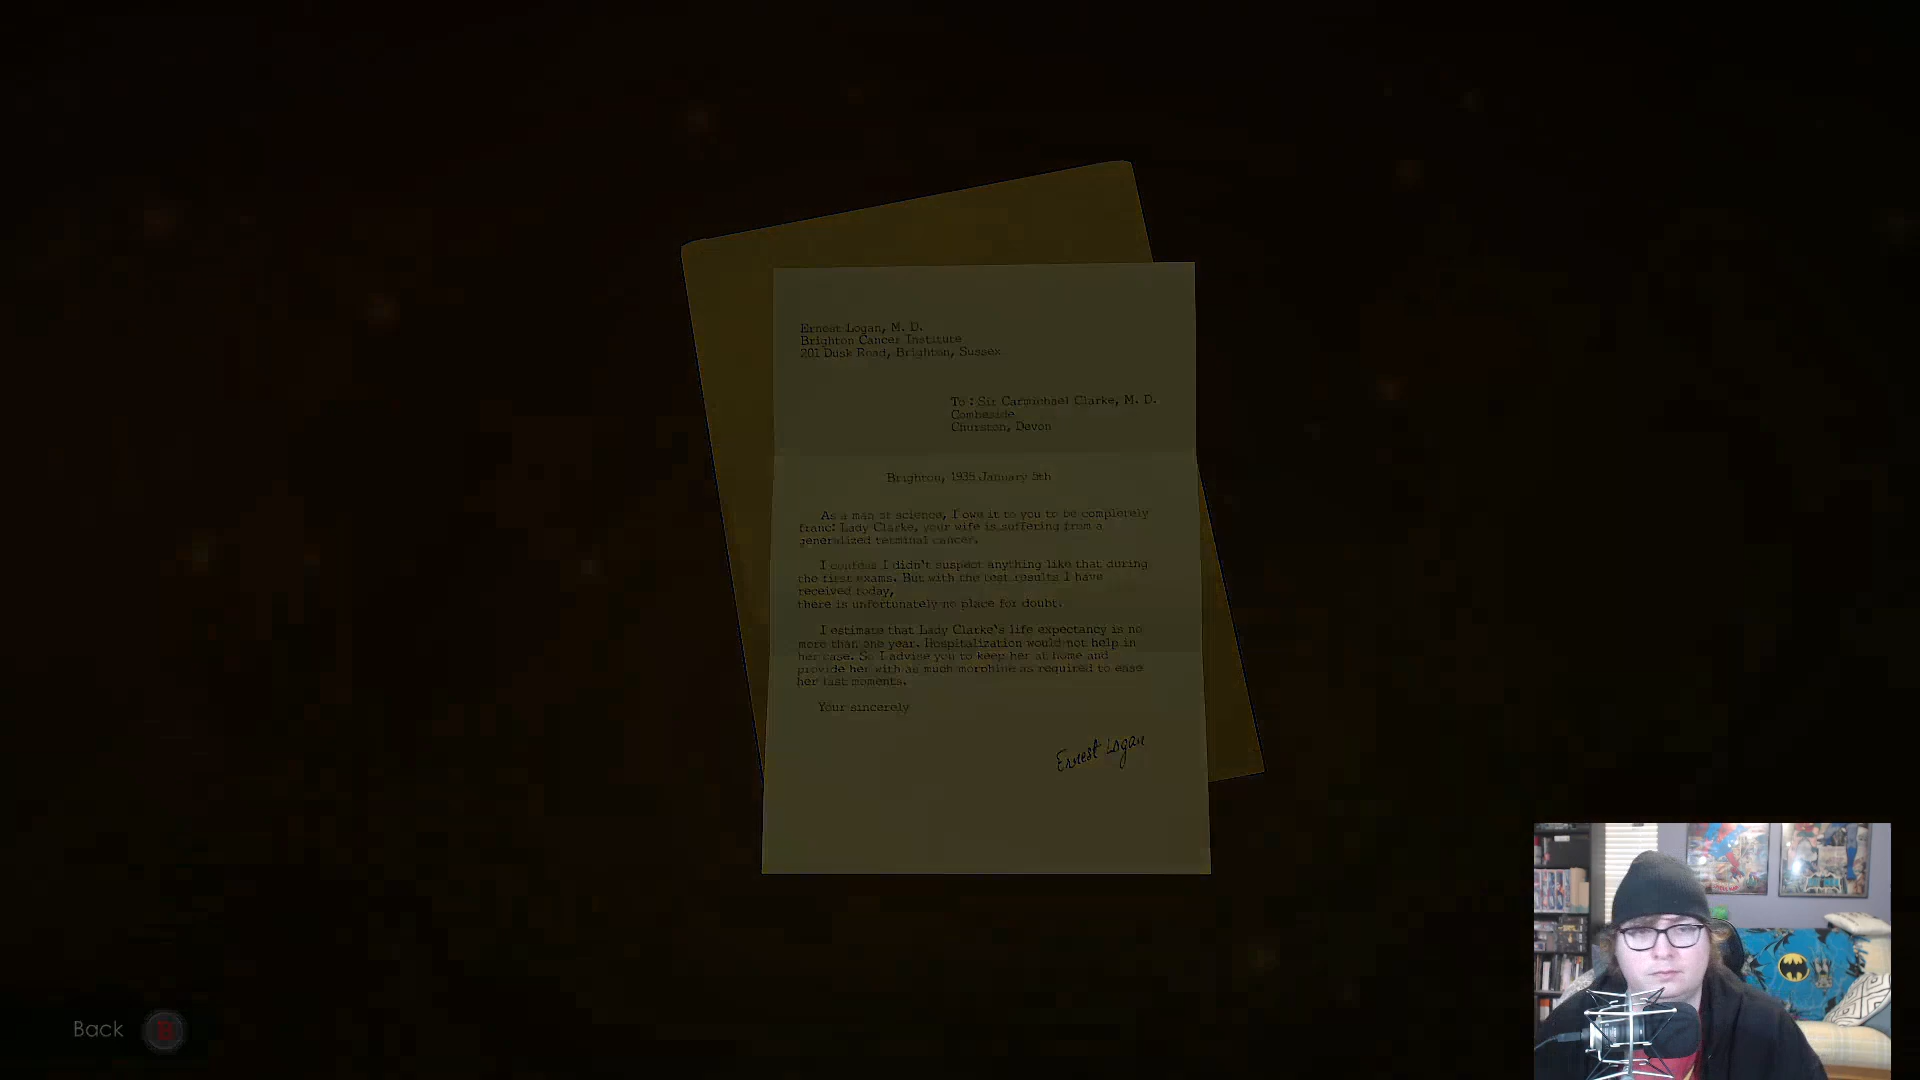 Ernest Logan, M. D.
Brighton Cancer Institute
201 Dusk Road, Brighton, Sussex
To : Sir Carmichael Clarke, M. D.
Combeside
Churston, Devon
Brighton, 1935 January 5th
As a man of science, I owe it to you to be completely
franc: Lady Clarke, your wife is suffering from a
generalized terminal cancer.
I confess I didn't suspect anything like that during
the first exams. But with the test results I have
received today,
there is unfortunately no place for doubt.
I estimate that Lady Clarke's life expectancy is no
more than one year. Hospitalization would not help in
her case. So I advise you to keep her at home and
provide her with as much morphine as required to ease
her last moments.
Your sincerely
Ernest Logan
Back B